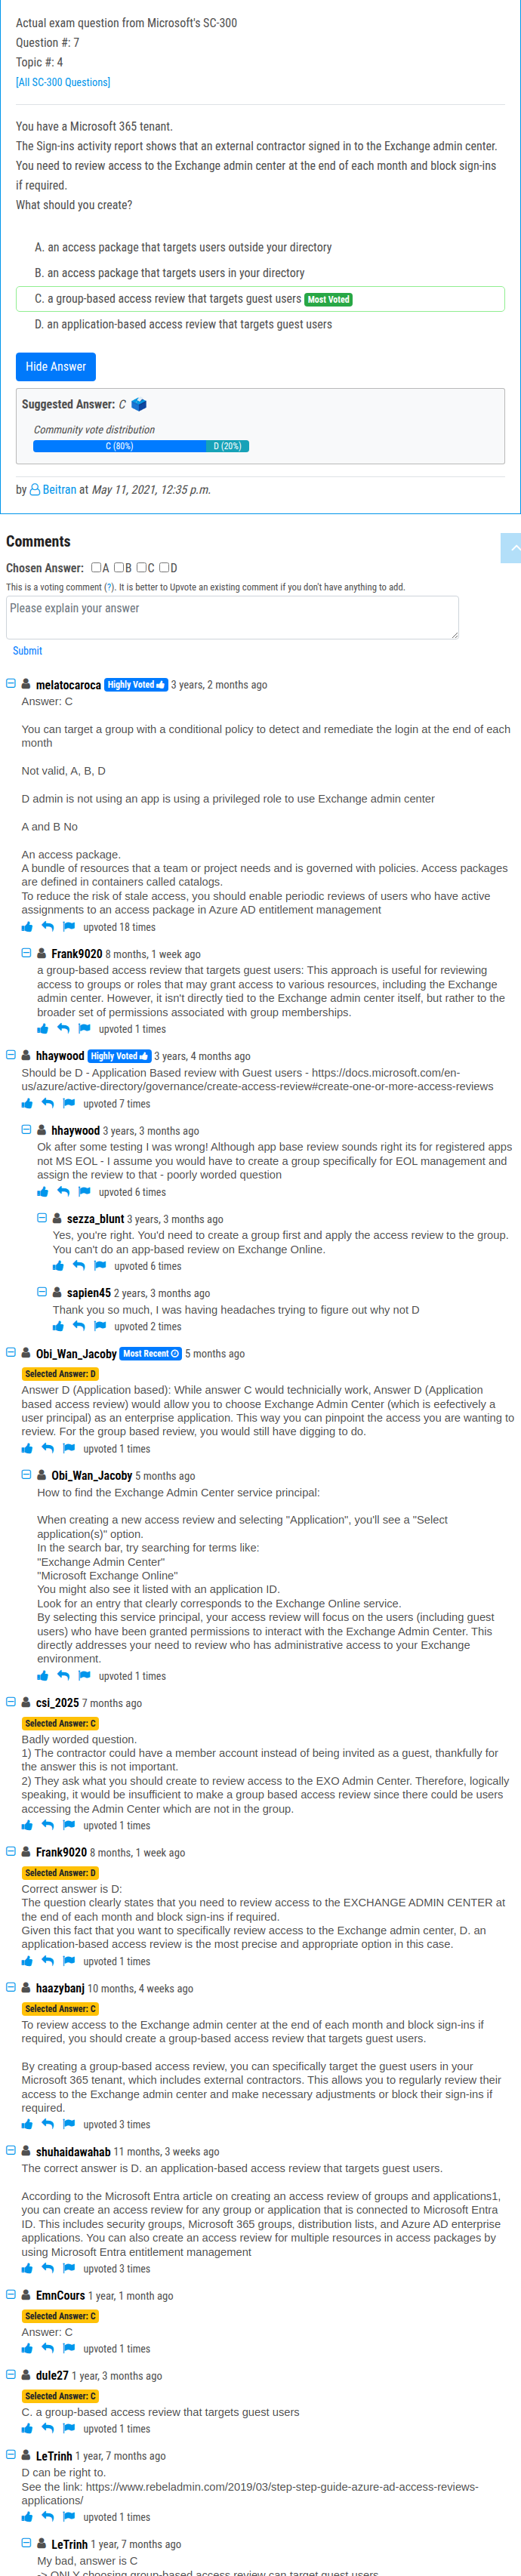 Actual exam question from Microsoft's SC-300
Question #: 7
Topic #: 4
[All SC-300 Questions]
You have a Microsoft 365 tenant.
The Sign-ins activity report shows that an external contractor signed in to the Exchange admin center.
You need to review access to the Exchange admin center at the end of each month and block sign-ins
if required.
What should you create?
A. an access package that targets users outside your directory
B. an access package that targets users in your directory
C. a group-based access review that targets guest users Most Voted
D. an application-based access review that targets guest users
Hide Answer
Suggested Answer: C
Community vote distribution
C (80%) D (20%)
by Beitran at May 11, 2021, 12:35 p.m.
Comments
Chosen Answer: A B C D
This is a voting comment (?). It is better to Upvote an existing comment if you don't have anything to add.
Please explain your answer
Submit
melatocaroca Highly Voted 3 years, 2 months ago
Answer: C
You can target a group with a conditional policy to detect and remediate the login at the end of each
month
Not valid, A, B, D
D admin is not using an app is using a privileged role to use Exchange admin center
A and B No
An access package.
A bundle of resources that a team or project needs and is governed with policies. Access packages
are defined in containers called catalogs.
To reduce the risk of stale access, you should enable periodic reviews of users who have active
assignments to an access package in Azure AD entitlement management
upvoted 18 times
Frank9020 8 months, 1 week ago
a group-based access review that targets guest users: This approach is useful for reviewing
access to groups or roles that may grant access to various resources, including the Exchange
admin center. However, it isn't directly tied to the Exchange admin center itself, but rather to the
broader set of permissions associated with group memberships.
upvoted 1 times
hhaywood Highly Voted 3 years, 4 months ago
Should be D - Application Based review with Guest users - https://docs.microsoft.com/en-
us/azure/active-directory/governance/create-access-review#create-one-or-more-access-reviews
upvoted 7 times
hhaywood 3 years, 3 months ago
Ok after some testing I was wrong! Although app base review sounds right its for registered apps
not MS EOL - I assume you would have to create a group specifically for EOL management and
assign the review to that - poorly worded question
upvoted 6 times
sezza_blunt 3 years, 3 months ago
Yes, you're right. You'd need to create a group first and apply the access review to the group.
You can't do an app-based review on Exchange Online.
upvoted 6 times
sapien45 2 years, 3 months ago
Thank you so much, I was having headaches trying to figure out why not D
upvoted 2 times
Obi_Wan_Jacoby Most Recent 5 months ago
Selected Answer: D
Answer D (Application based): While answer C would technicially work, Answer D (Application
based access review) would allow you to choose Exchange Admin Center (which is eefectively a
user principal) as an enterprise application. This way you can pinpoint the access you are wanting to
review. For the group based review, you would still have digging to do.
upvoted 1 times
Obi_Wan_Jacoby 5 months ago
How to find the Exchange Admin Center service principal:
When creating a new access review and selecting "Application", you'll see a "Select
application(s)" option.
In the search bar, try searching for terms like:
"Exchange Admin Center"
"Microsoft Exchange Online"
You might also see it listed with an application ID.
Look for an entry that clearly corresponds to the Exchange Online service.
By selecting this service principal, your access review will focus on the users (including guest
users) who have been granted permissions to interact with the Exchange Admin Center. This
directly addresses your need to review who has administrative access to your Exchange
environment.
upvoted 1 times
csi_2025 7 months ago
Selected Answer: C
Badly worded question.
1) The contractor could have a member account instead of being invited as a guest, thankfully for
the answer this is not important.
2) They ask what you should create to review access to the EXO Admin Center. Therefore, logically
speaking, it would be insufficient to make a group based access review since there could be users
accessing the Admin Center which are not in the group.
upvoted 1 times
Frank9020 8 months, 1 week ago
Selected Answer: D
Correct answer is D:
The question clearly states that you need to review access to the EXCHANGE ADMIN CENTER at
the end of each month and block sign-ins if required.
Given this fact that you want to specifically review access to the Exchange admin center, D. an
application-based access review is the most precise and appropriate option in this case.
upvoted 1 times
haazybanj 10 months, 4 weeks ago
Selected Answer: C
To review access to the Exchange admin center at the end of each month and block sign-ins if
required, you should create a group-based access review that targets guest users.
By creating a group-based access review, you can specifically target the guest users in your
Microsoft 365 tenant, which includes external contractors. This allows you to regularly review their
access to the Exchange admin center and make necessary adjustments or block their sign-ins if
required.
upvoted 3 times
shuhaidawahab 11 months, 3 weeks ago
The correct answer is D. an application-based access review that targets guest users.
According to the Microsoft Entra article on creating an access review of groups and applications1,
you can create an access review for any group or application that is connected to Microsoft Entra
ID. This includes security groups, Microsoft 365 groups, distribution lists, and Azure AD enterprise
applications. You can also create an access review for multiple resources in access packages by
using Microsoft Entra entitlement management
upvoted 3 times
EmnCours 1 year, 1 month ago
Selected Answer: C
Answer: C
upvoted 1 times
dule27 1 year, 3 months ago
Selected Answer: C
C. a group-based access review that targets guest users
upvoted 1 times
LeTrinh 1 year, 7 months ago
D can be right to.
See the link: https://www.rebeladmin.com/2019/03/step-step-guide-azure-ad-access-reviews-
applications/
upvoted 1 times
LeTrinh 1 year, 7 months ago
My bad, answer is C
-> ONLY choosing group-based access review can target guest users